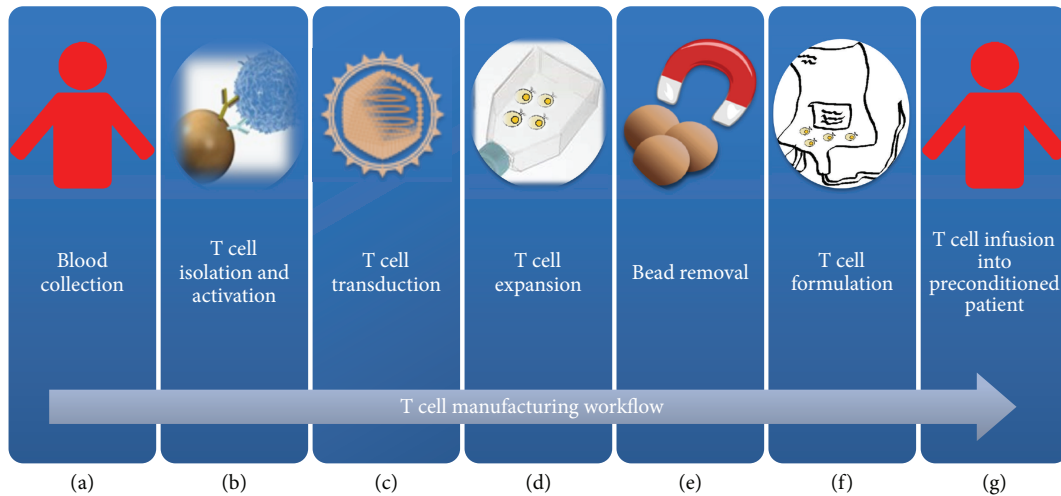 Blood
collection
T cell
isolation and
activation
T cell
transduction
T cell
expansion
Bead removal
T cell
formulation
T cell infusion
into
preconditioned
patient
T cell manufacturing workflow
(a)
(b)
(c)
(d)
(e)
(f)
(g)